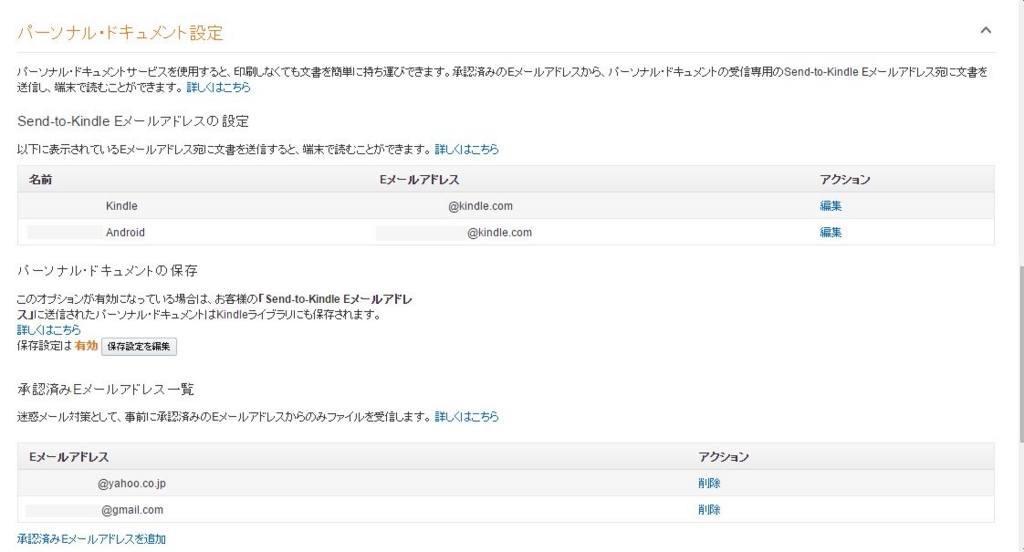 パーソナル・ドキュメント設定
パーソナル・ドキュメントサービスを使用すると、印刷しなくても文書を簡単に持ち運びできます。承認済みのEメールアドレスから、パーソナル・ドキュメントの受信専用のSend-to-Kindle Eメールアドレス宛に文書を
送信し、端末で読むことができます。 詳しくはこちら
Send-to-Kindle Eメールアドレスの設定
以下に表示されているEメールアドレス宛に文書を送信すると、端末で読むことができます。 詳しくはこちら
名前 Eメールアドレス アクション
Kindle @kindle.com 編集
Android @kindle.com 編集
パーソナル・ドキュメントの保存
このオプションが有効になっている場合は、お客様の「Send-to-Kindle Eメールアドレ
ス」に送信されたパーソナル・ドキュメントはKindleライブラリにも保存されます。
詳しくはこちら
保存設定は 有効 保存設定を編集
承認済みEメールアドレス一覧
迷惑メール対策として、事前に承認済みのEメールアドレスからのみファイルを受信します。 詳しくはこちら
Eメールアドレス アクション
@yahoo.co.jp 削除
@gmail.com 削除
承認済みEメールアドレスを追加